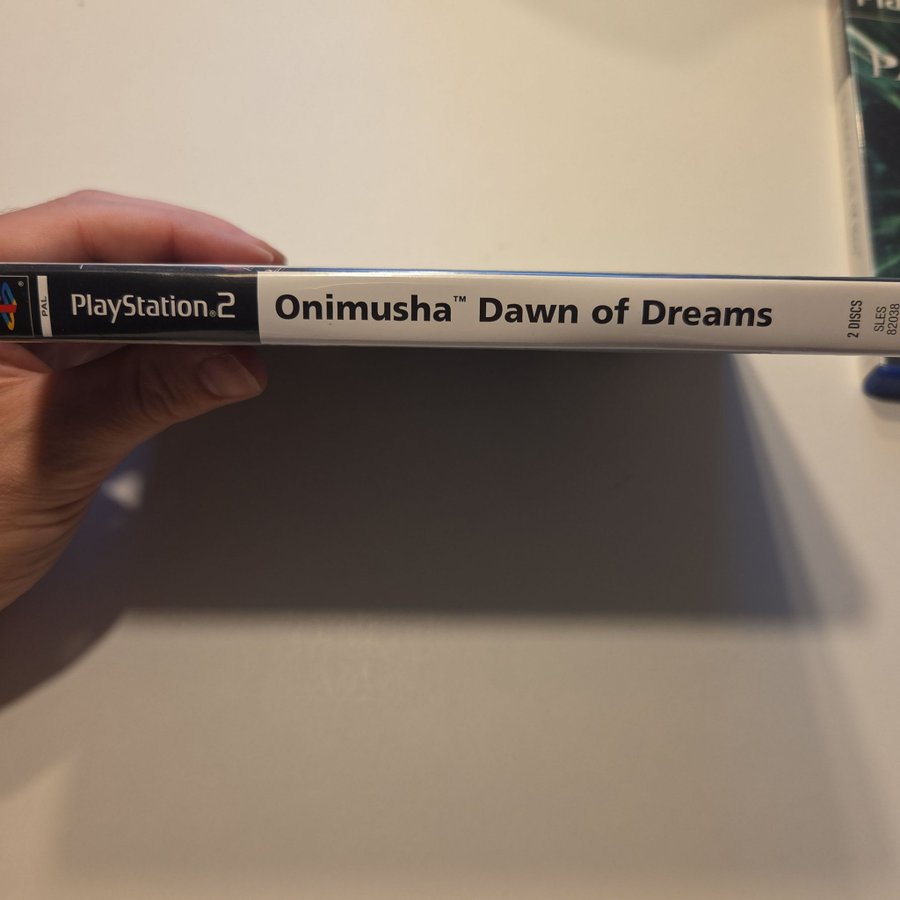 PAL
PlayStation®2
Onimusha™ Dawn of Dreams
2 DISCS
SLES
82038